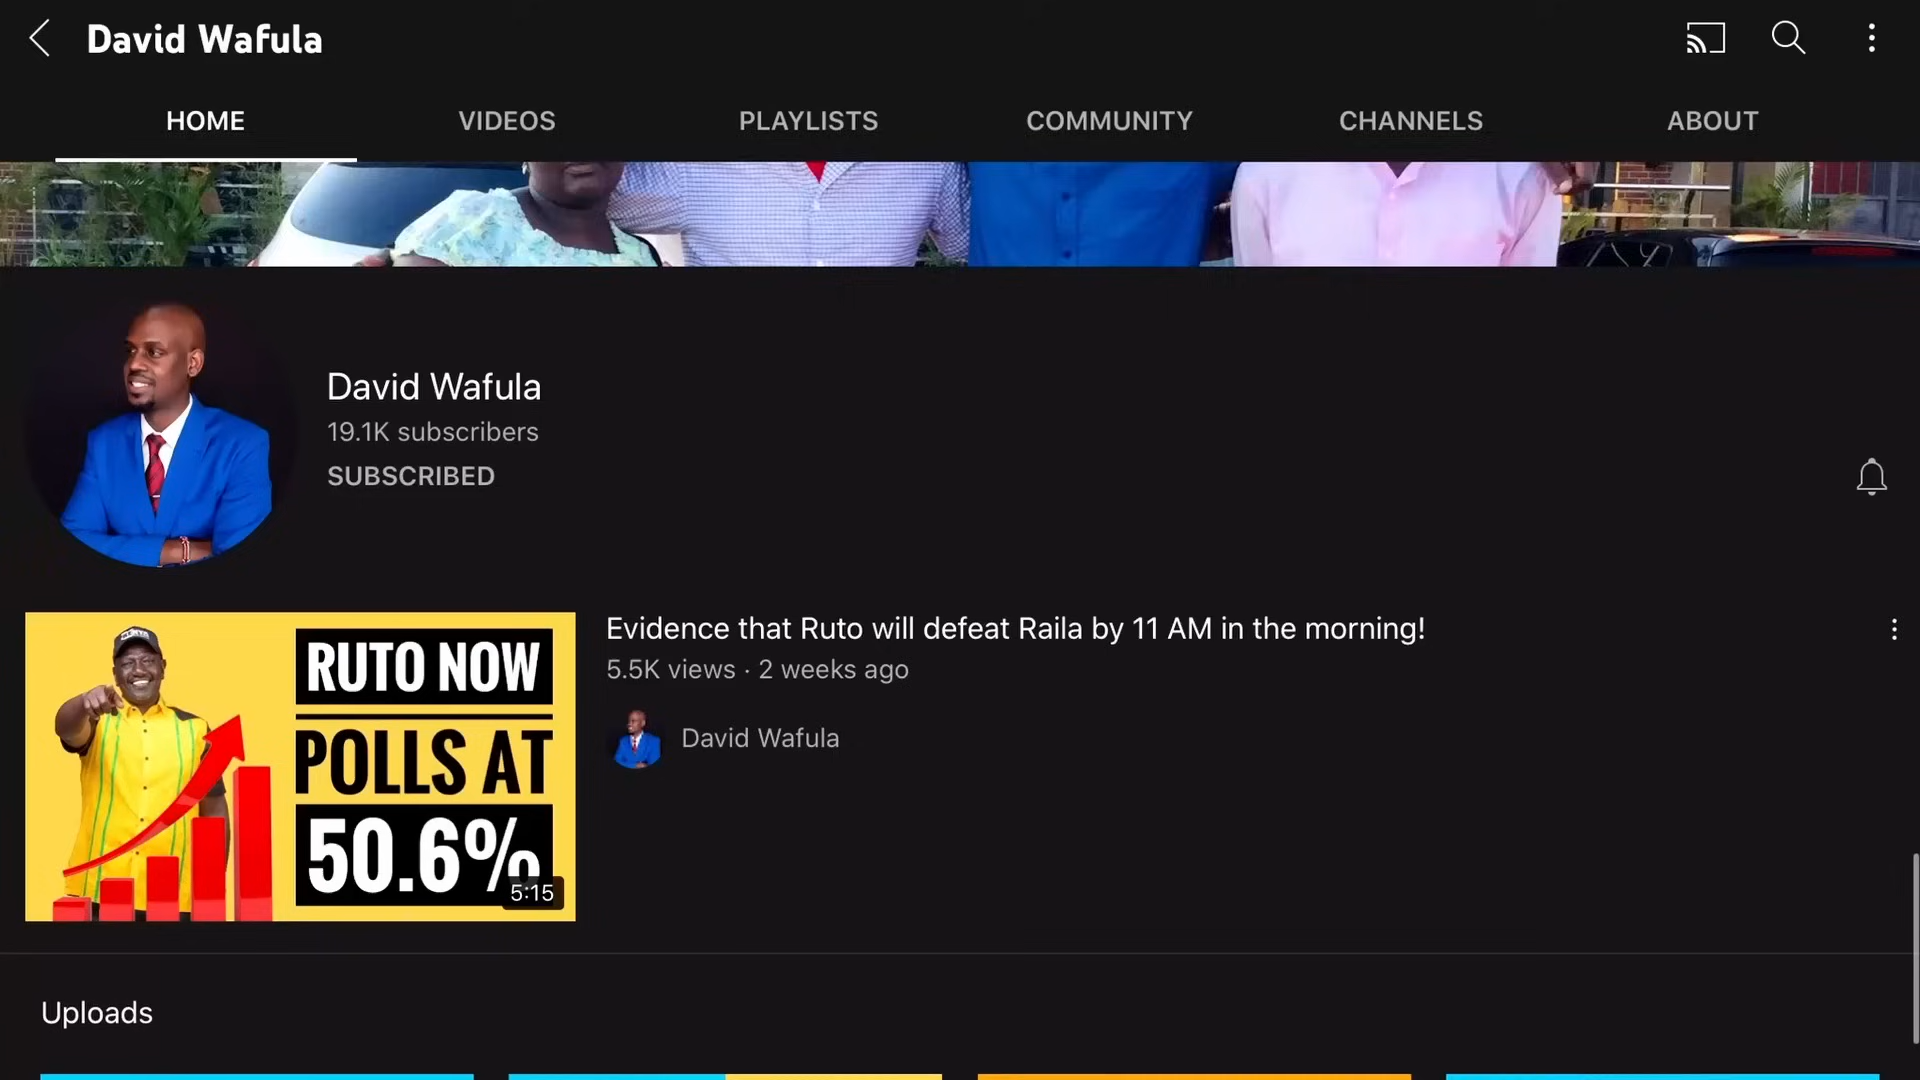 David Wafula
HOME
VIDEOS
PLAYLISTS
COMMUNITY
CHANNELS
ABOUT
David Wafula
19.1K subscribers
SUBSCRIBED
RUTO NOW
POLLS AT
50.6%
5:15
Evidence that Ruto will defeat Raila by 11 AM in the morning!
5.5K views · 2 weeks ago
David Wafula
Uploads